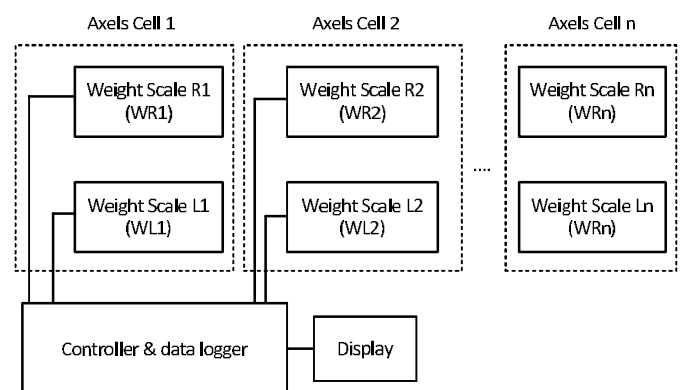 Axels Cell 1
Axels Cell 2
Axels Cell n
Weight Scale R1
(WR1)
Weight Scale R2
(WR2)
Weight Scale Rn
(WRn)
....
Weight Scale L1
(WL1)
Weight Scale L2
(WL2)
Weight Scale Ln
(WRn)
Controller & data logger
Display